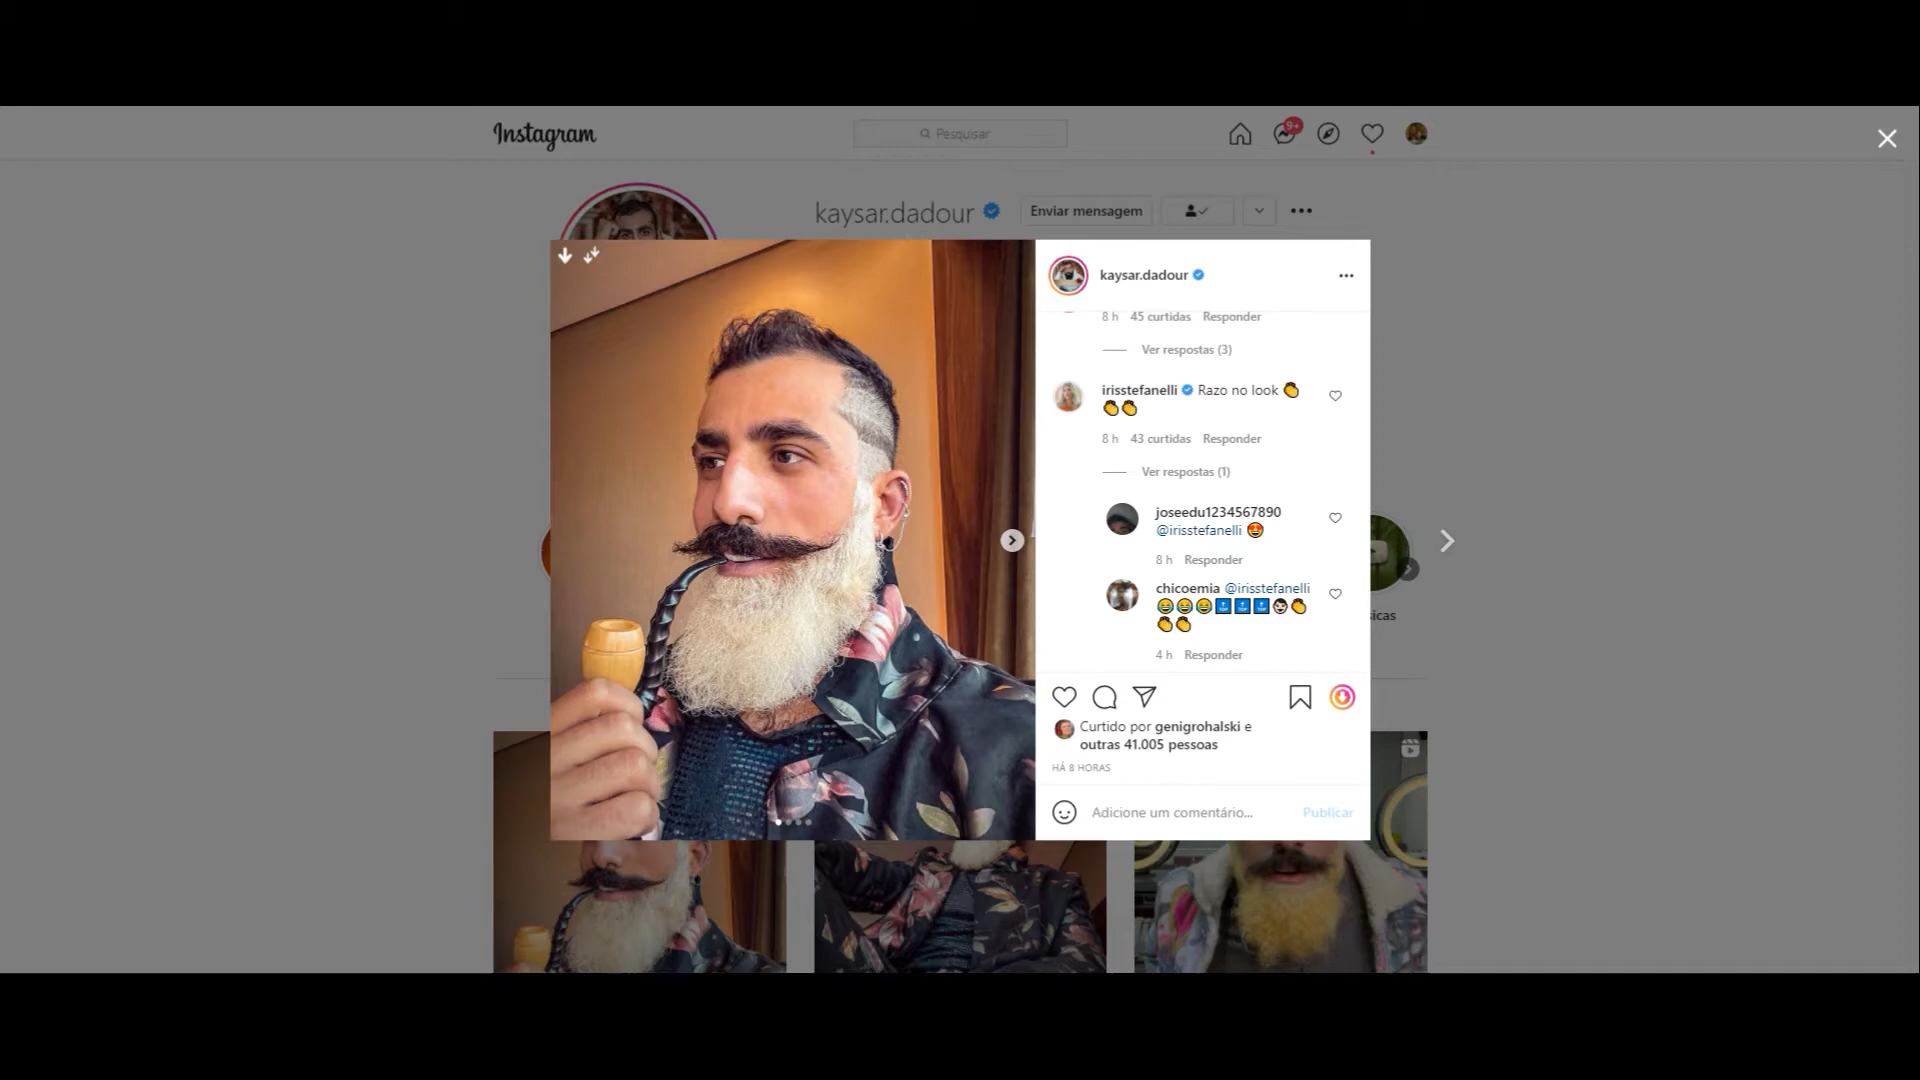 Instagram
Pesquisar
9+
kaysar.dadour
Enviar mensagem
kaysar.dadour
8 h 45 curtidas Responder
Ver respostas (3)
irisstefanelli Razo no look 👏
👏👏
8 h 43 curtidas Responder
Ver respostas (1)
joseedu1234567890
@irisstefanelli 😍
8 h Responder
chicoemia @irisstefanelli
😂😂😂🔝🔝🔝🧛🏻‍♂️👏
👏👏
4 h Responder
sicas
Curtido por genigrohalski e
outras 41.005 pessoas
HÁ 8 HORAS
Adicione um comentário... Publicar